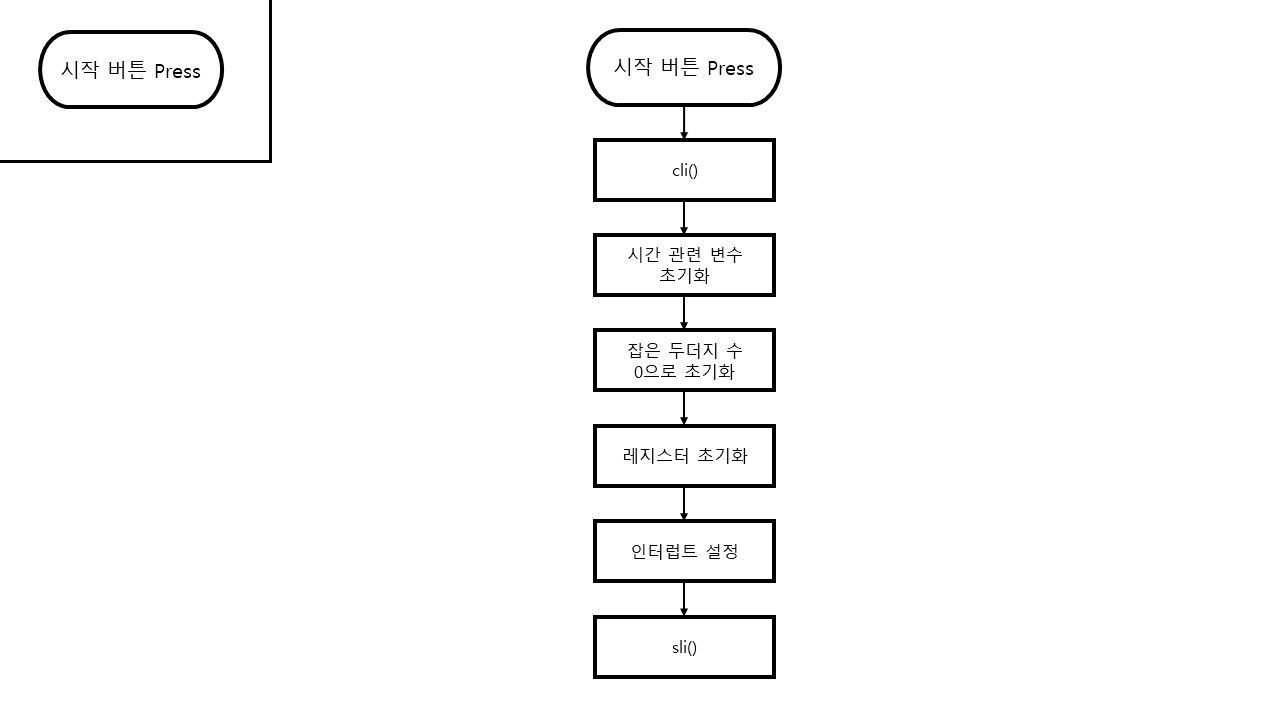 시작 버튼 Press
시작 버튼 Press
cli()
시간 관련 변수
초기화
잡은 두더지 수
0으로 초기화
레지스터 초기화
인터럽트 설정
sli()